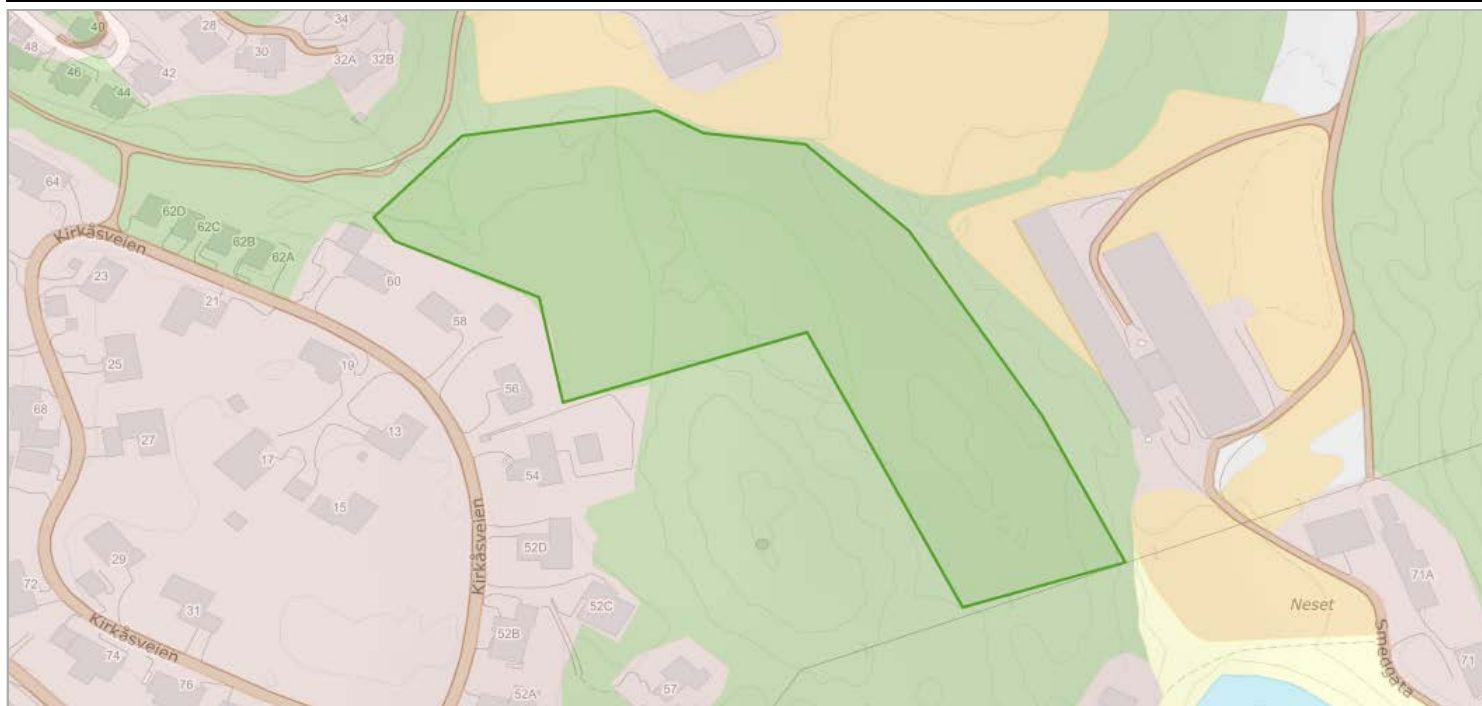 40
34
28
48
30
32A
32B
46
42
44
64
62D
62C
62B
62A
Kirkåsveien
23
60
21
58
25
19
56
68
13
27
17
54
15
Kirkåsveien
52D
29
72
71A
Neset
52C
31
52B
Kirkåsveien
74
57
Smedgata
71
76
52A